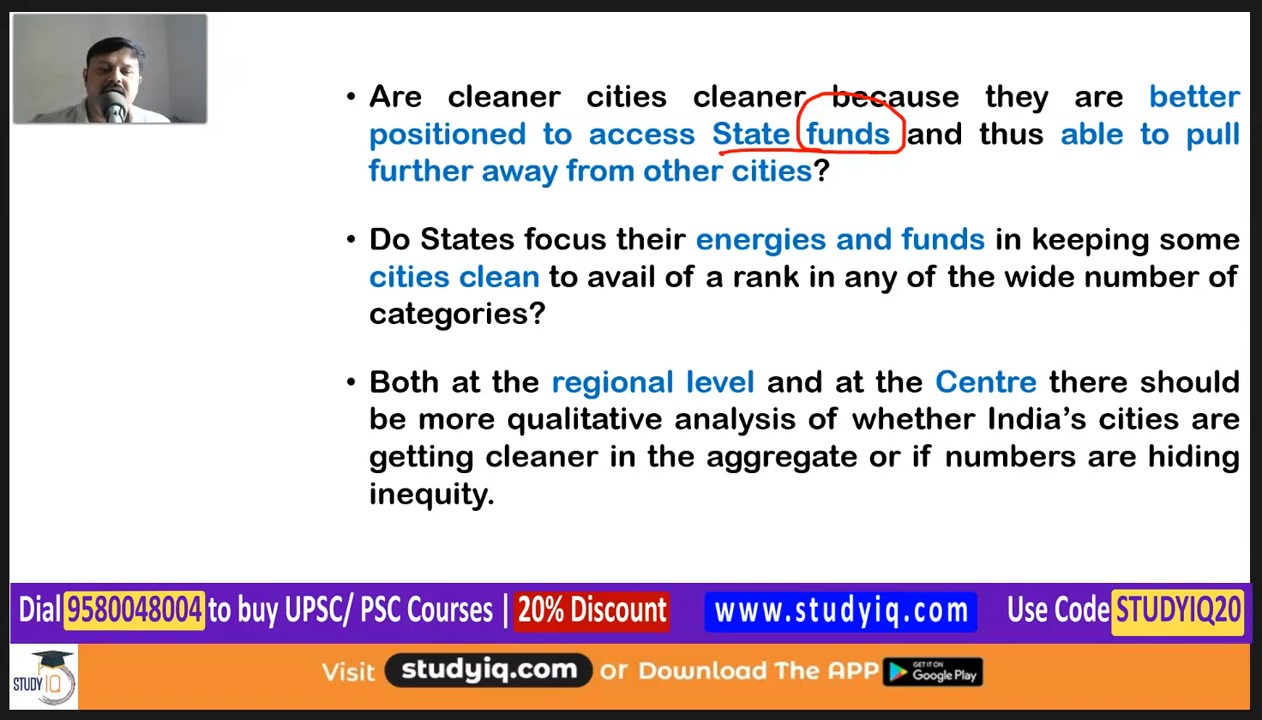 • Are cleaner cities cleaner because they are better
positioned to access State funds and thus able to pull
further away from other cities?
• Do States focus their energies and funds in keeping some
cities clean to avail of a rank in any of the wide number of
categories?
• Both at the regional level and at the Centre there should
be more qualitative analysis of whether India's cities are
getting cleaner in the aggregate or if numbers are hiding
inequity.
Dial 9580048004 to buy UPSC/ PSC Courses | 20% Discount www.studyiq.com Use Code STUDYIQ20
STUDY IQ Visit studyiq.com or Download The APP GET IT ON Google Play